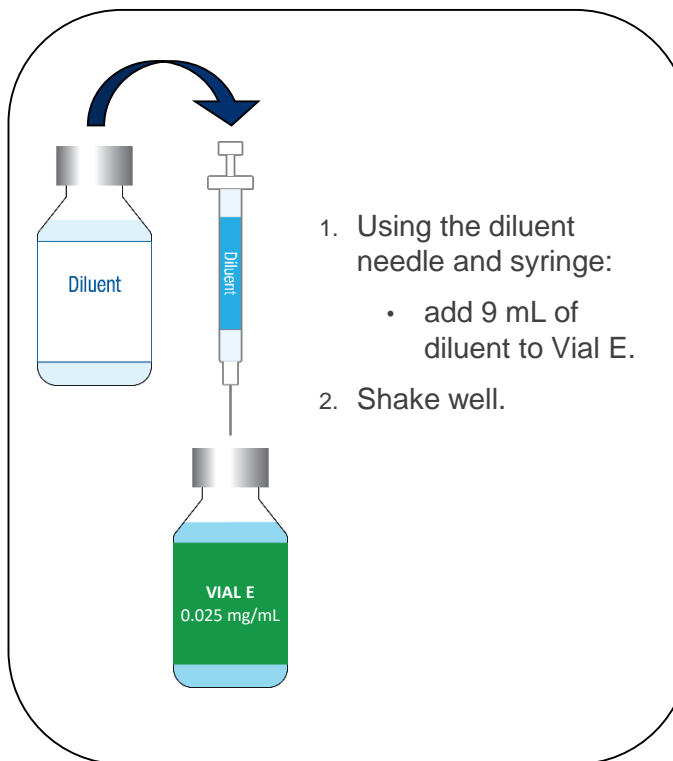 Diluent
Diluent
1. Using the diluent
needle and syringe:
• add 9 mL of
diluent to Vial E.
2. Shake well.
VIAL E
0.025 mg/mL